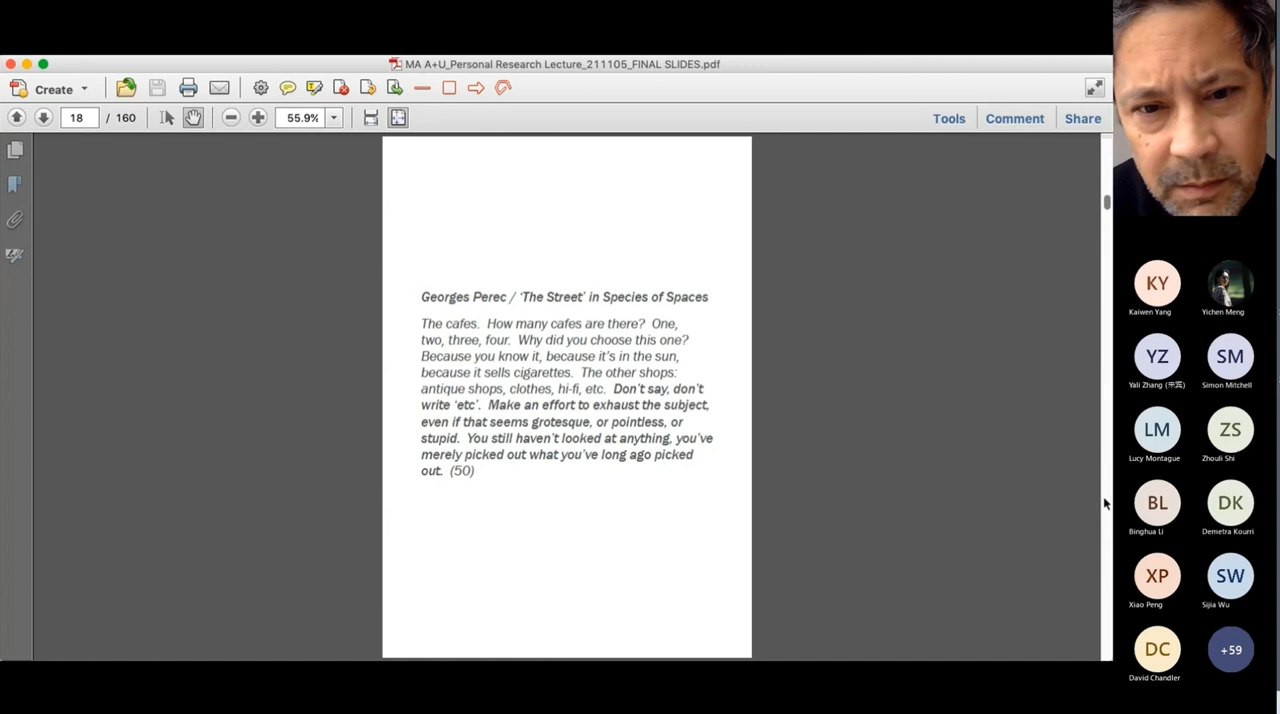 MA A+U_Personal Research Lecture_211105_FINAL SLIDES.pdf
Create
18 / 160
55.9%
Tools
Comment
Share
Georges Perec / ‘The Street’ in Species of Spaces
The cafes.  How many cafes are there?  One,
two, three, four.  Why did you choose this one?
Because you know it, because it’s in the sun,
because it sells cigarettes.  The other shops:
antique shops, clothes, hi-fi, etc.  Don’t say, don’t
write ‘etc’.  Make an effort to exhaust the subject,
even if that seems grotesque, or pointless, or
stupid.  You still haven’t looked at anything, you’ve
merely picked out what you’ve long ago picked
out.  (50)
KY
Kaiwen Yang
Yichen Meng
YZ
Yali Zhang
SM
Simon Mitchell
LM
Lucy Montague
ZS
Zhouli Shi
BL
Binghua Li
DK
Demetra Kourri
XP
Xiao Peng
SW
Sijia Wu
DC
David Chandler
+59